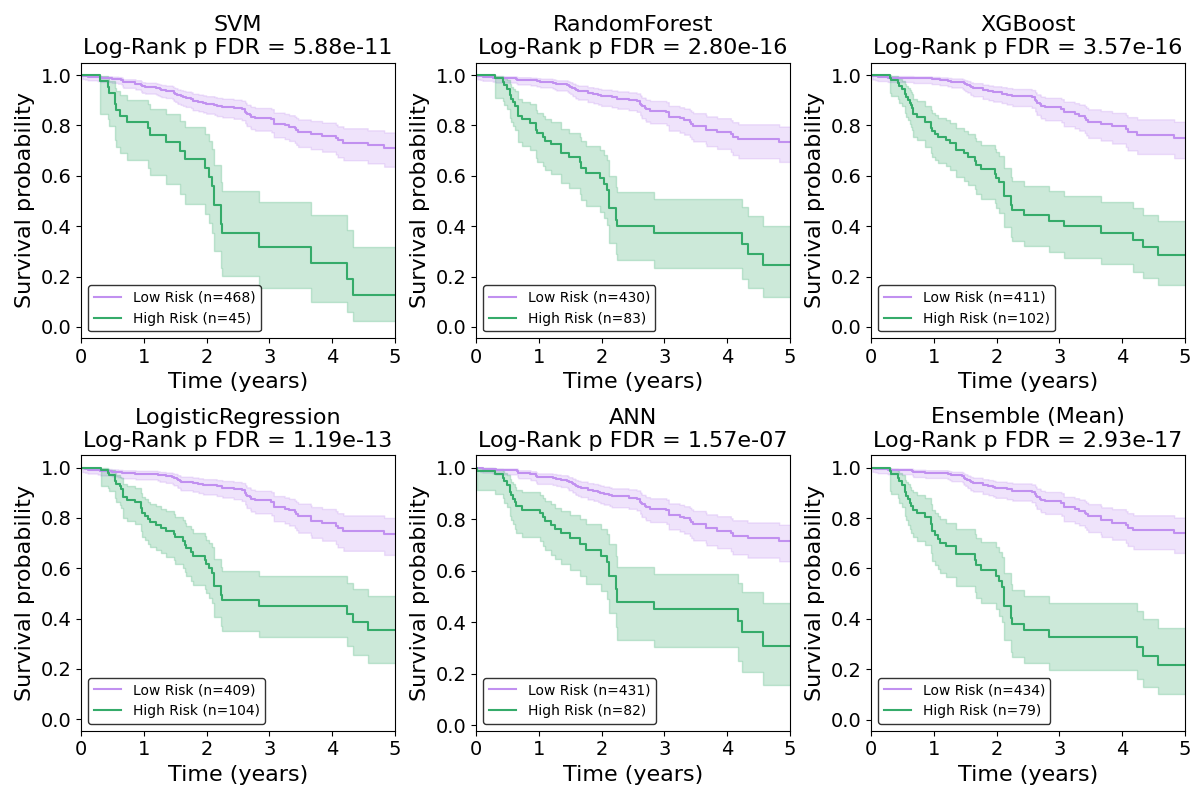 SVM
Log-Rank p FDR = 5.88e-11
Survival probability
1.0
0.8
0.6
0.4
0.2
0.0
Low Risk (n=468)
High Risk (n=45)
0 1 2 3 4 5
Time (years)
RandomForest
Log-Rank p FDR = 2.80e-16
Survival probability
1.0
0.8
0.6
0.4
0.2
0.0
Low Risk (n=430)
High Risk (n=83)
0 1 2 3 4 5
Time (years)
XGBoost
Log-Rank p FDR = 3.57e-16
Survival probability
1.0
0.8
0.6
0.4
0.2
0.0
Low Risk (n=411)
High Risk (n=102)
0 1 2 3 4 5
Time (years)
LogisticRegression
Log-Rank p FDR = 1.19e-13
Survival probability
1.0
0.8
0.6
0.4
0.2
0.0
Low Risk (n=409)
High Risk (n=104)
0 1 2 3 4 5
Time (years)
ANN
Log-Rank p FDR = 1.57e-07
Survival probability
1.0
0.8
0.6
0.4
0.2
0.0
Low Risk (n=431)
High Risk (n=82)
0 1 2 3 4 5
Time (years)
Ensemble (Mean)
Log-Rank p FDR = 2.93e-17
Survival probability
1.0
0.8
0.6
0.4
0.2
0.0
Low Risk (n=434)
High Risk (n=79)
0 1 2 3 4 5
Time (years)